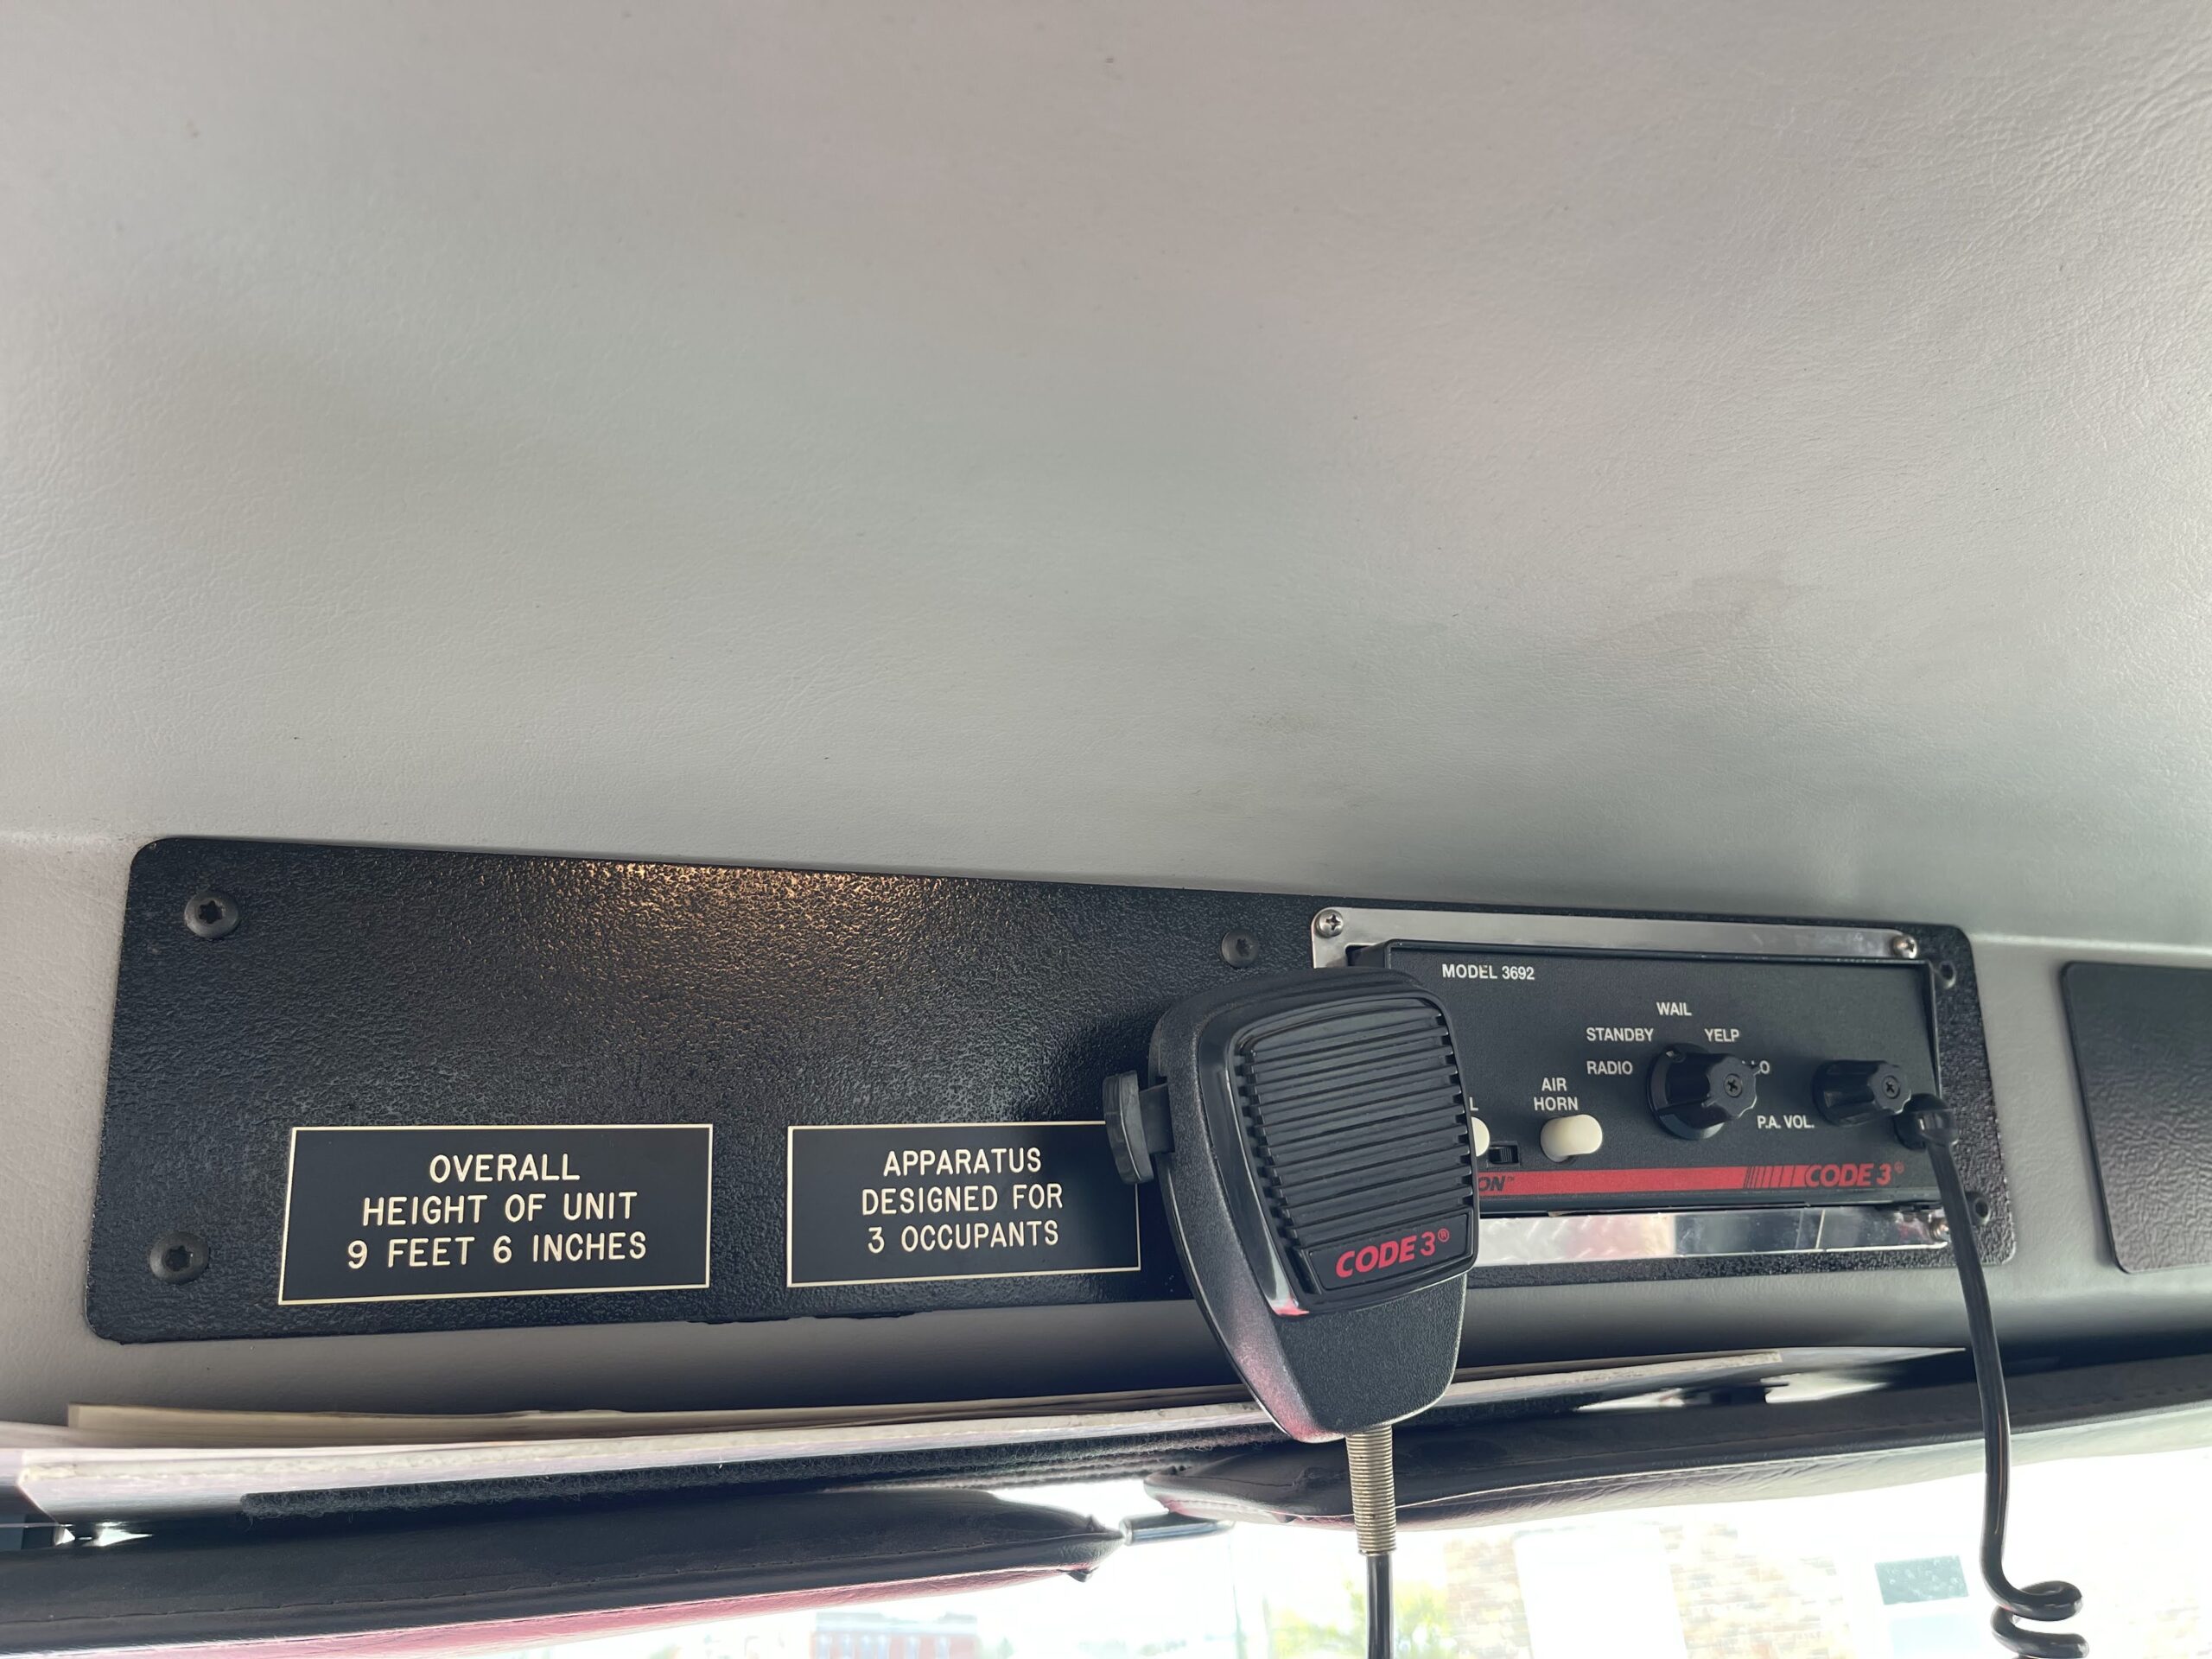 OVERALL
HEIGHT OF UNIT
9 FEET 6 INCHES
APPARATUS
DESIGNED FOR
3 OCCUPANTS
CODE 3®
MODEL 3692
WAIL
STANDBY YELP
RADIO
AIR
HORN
P.A. VOL.
CODE 3®